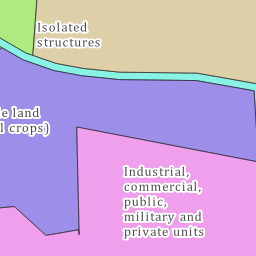 Isolated
structures
land
crops)
Industrial,
commercial,
public,
military and
private units